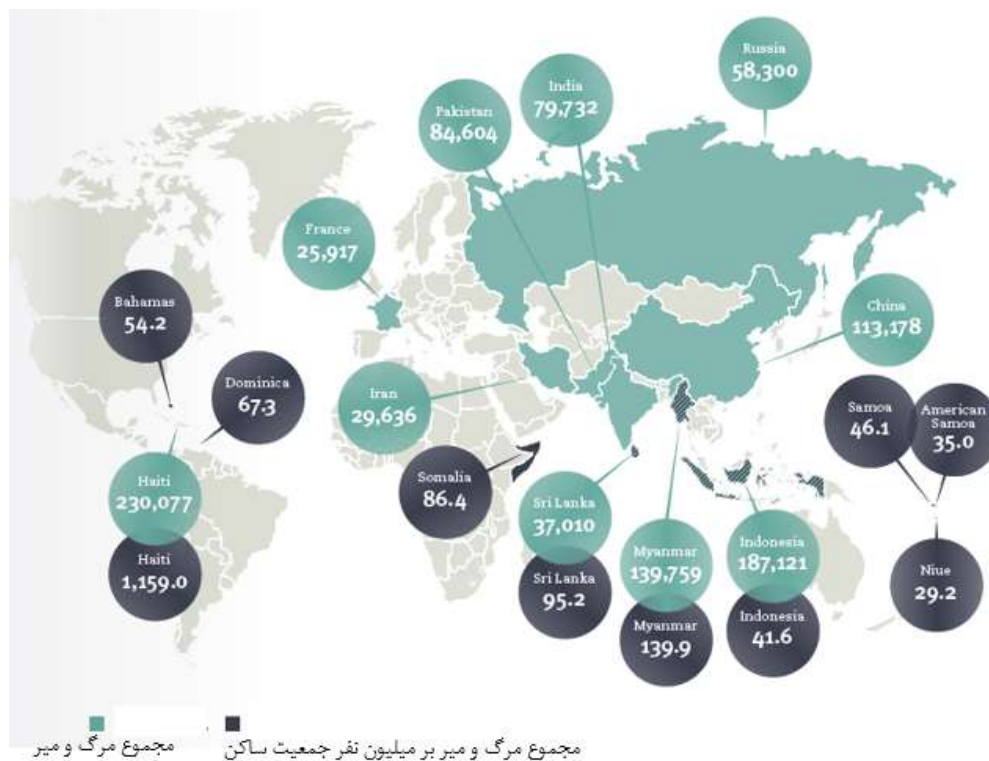 Russia
58,300
India
79,732
Pakistan
84,604
France
25,917
Bahamas
54.2
China
113,178
Dominica
67.3
Iran
29,636
Samoa
46.1
American
Samoa
35.0
Somalia
86.4
Haiti
230,077
Haiti
1,159.0
Sri Lanka
37,010
Sri Lanka
95.2
Myanmar
139,759
Myanmar
139.9
Indonesia
187,121
Indonesia
41.6
Niue
29.2
مجموع مرگ و میر
مجموع مرگ و میر بر میلیون نفر جمعیت ساکن